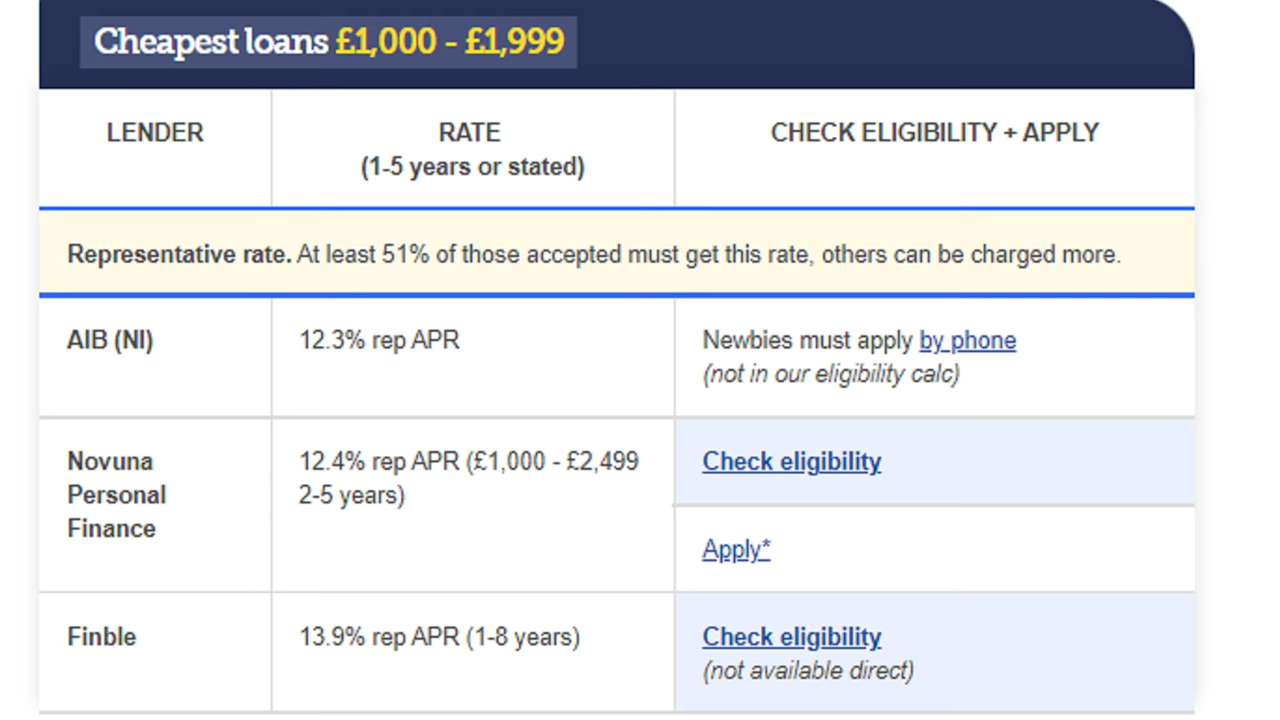 Cheapest loans £1,000 - £1,999
LENDER
RATE
(1-5 years or stated)
CHECK ELIGIBILITY + APPLY
Representative rate. At least 51% of those accepted must get this rate, others can be charged more.
AIB (NI)
12.3% rep APR
Newbies must apply by phone
(not in our eligibility calc)
Novuna
Personal
Finance
12.4% rep APR (£1,000 - £2,499
2-5 years)
Check eligibility
Apply*
Finble
13.9% rep APR (1-8 years)
Check eligibility
(not available direct)